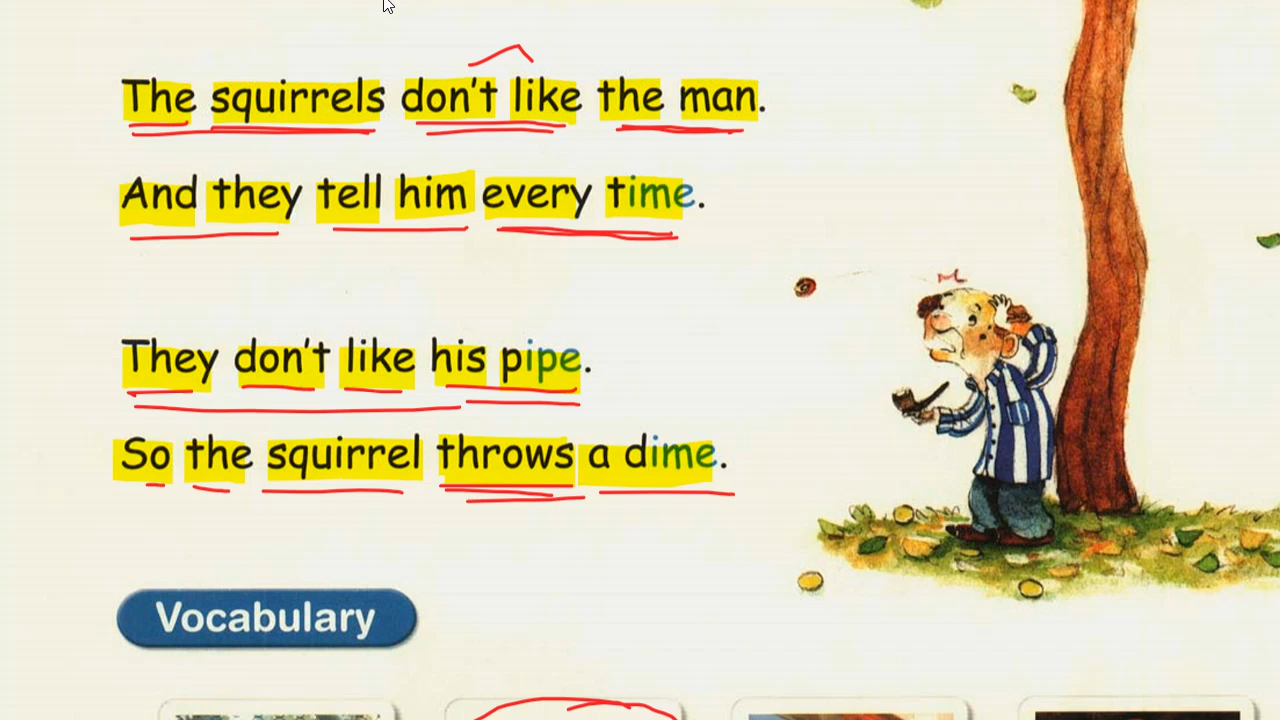 The squirrels don't like the man.
And they tell him every time.
They don't like his pipe.
So the squirrel throws a dime.
Vocabulary